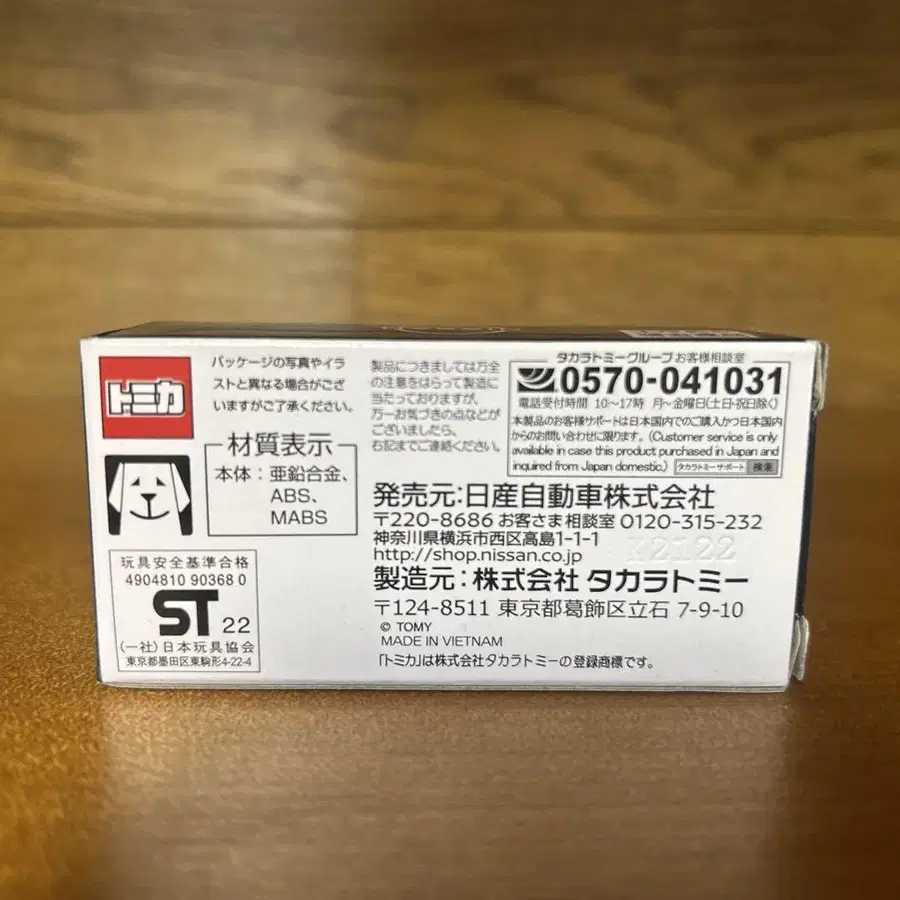 トミカ
パッケージの写真やイラ
ストと異なる場合がござ
いますがご了承ください。
材質表示
本体：亜鉛合金、
ABS、
MABS
玩具安全基準合格
4904810 90368 0
ST 22
(一社)日本玩具協会
東京都墨田区東駒形4-22-4
製品につきましては万全
の注意をはらって製造に
当たっておりますが、
万一お気づきの点などが
ございましたら、
右記までご連絡ください。
タカラトミーグループ お客様相談室
0570-041031
電話受付時間 10〜17時 月〜金曜日(土日・祝日除く)
本製品のお客様サポートは日本国内でのご購入かつ日本国内
からのお問い合わせに限ります。(Customer service is only
available in case this product purchased in Japan and
inquired from Japan domestic.) タカラトミーサポート 検索
発売元：日産自動車株式会社
〒220-8686 お客さま相談室 0120-315-232
神奈川県横浜市西区高島1-1-1
http://shop.nissan.co.jp
K2122
製造元：株式会社 タカラトミー
〒124-8511 東京都葛飾区立石 7-9-10
© TOMY
MADE IN VIETNAM
「トミカ」は株式会社タカラトミーの登録商標です。